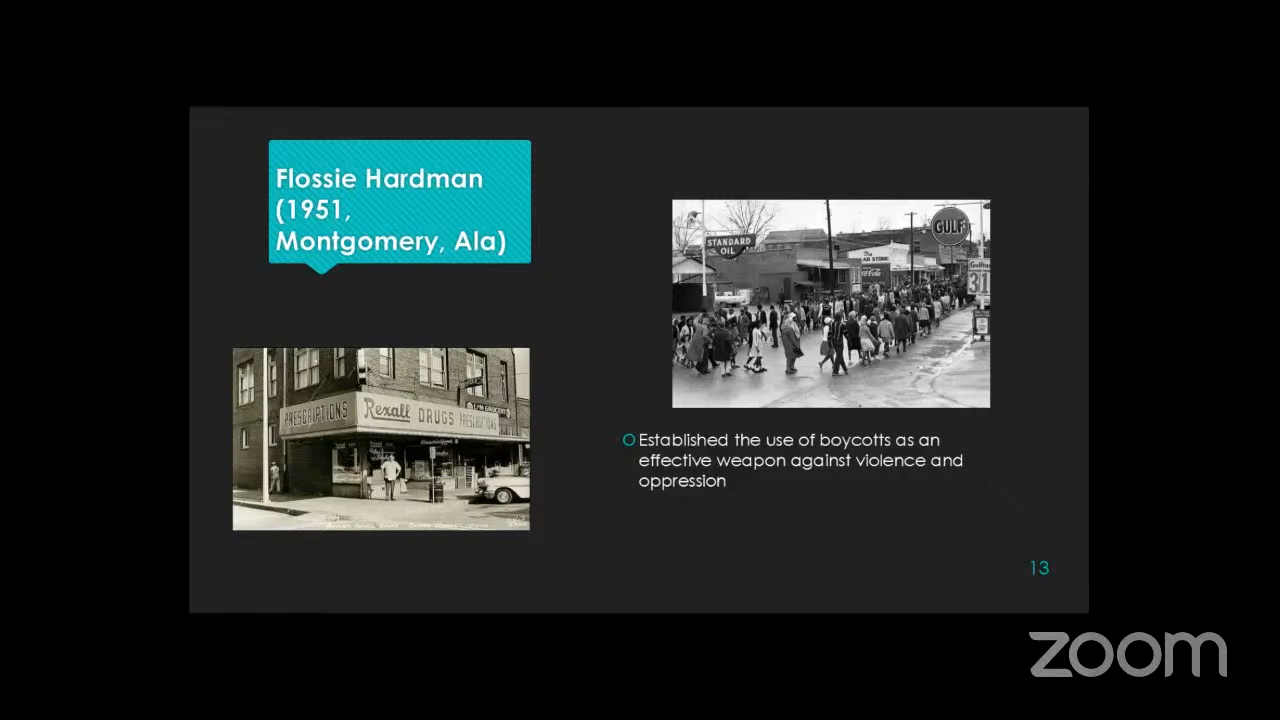 Flossie Hardman
(1951,
Montgomery, Ala)
STANDARD
OIL
GULF
31
PRESCRIPTIONS
Rexall DRUGS PRESCRIPTIONS
Established the use of boycotts as an
effective weapon against violence and
oppression
13
zoom